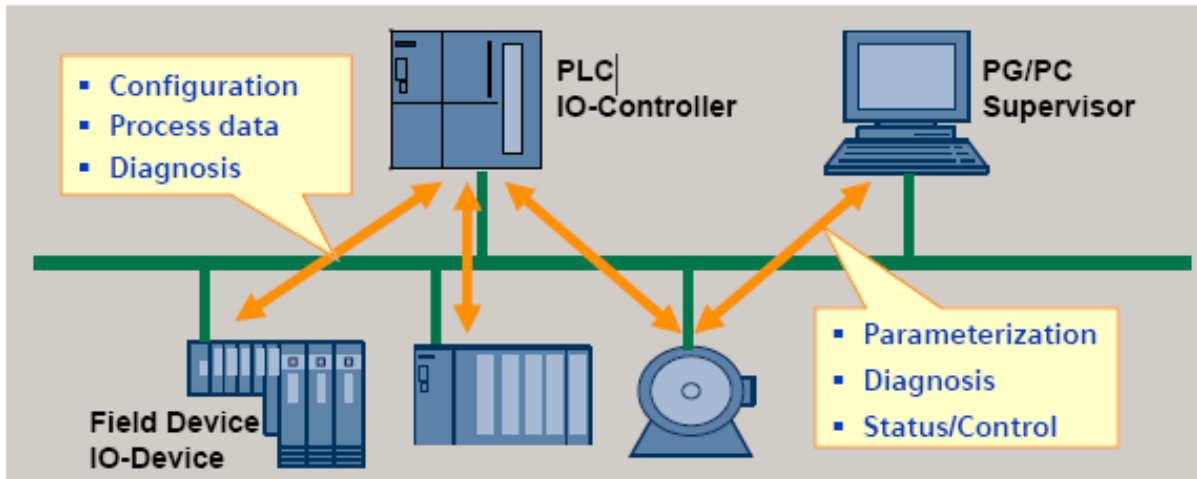 ▪ Configuration
▪ Process data
▪ Diagnosis
PLC
IO-Controller
PG/PC
Supervisor
Field Device
IO-Device
▪ Parameterization
▪ Diagnosis
▪ Status/Control